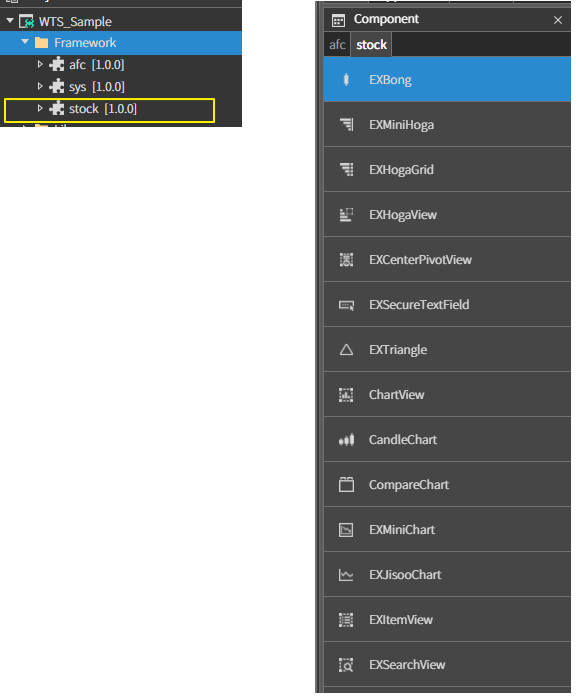 WTS_Sample
Framework
afc [1.0.0]
sys [1.0.0]
stock [1.0.0]
Component
afc stock
EXBong
EXMiniHoga
EXHogaGrid
EXHogaView
EXCenterPivotView
EXSecureTextField
EXTriangle
ChartView
CandleChart
CompareChart
EXMiniChart
EXJisooChart
EXItemView
EXSearchView